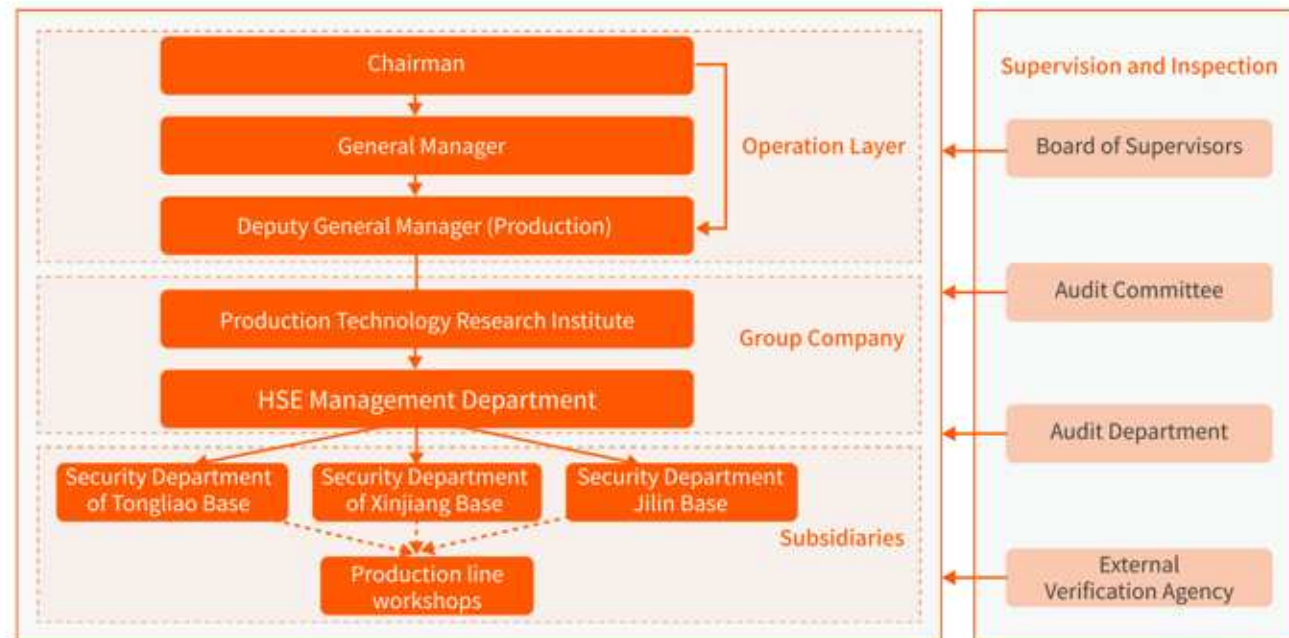 Chairman
General Manager
Deputy General Manager (Production)
Operation Layer
Production Technology Research Institute
HSE Management Department
Group Company
Security Department
of Tongliao Base
Security Department
of Xinjiang Base
Security Department
Jilin Base
Production line
workshops
Subsidiaries
Supervision and Inspection
Board of Supervisors
Audit Committee
Audit Department
External
Verification Agency